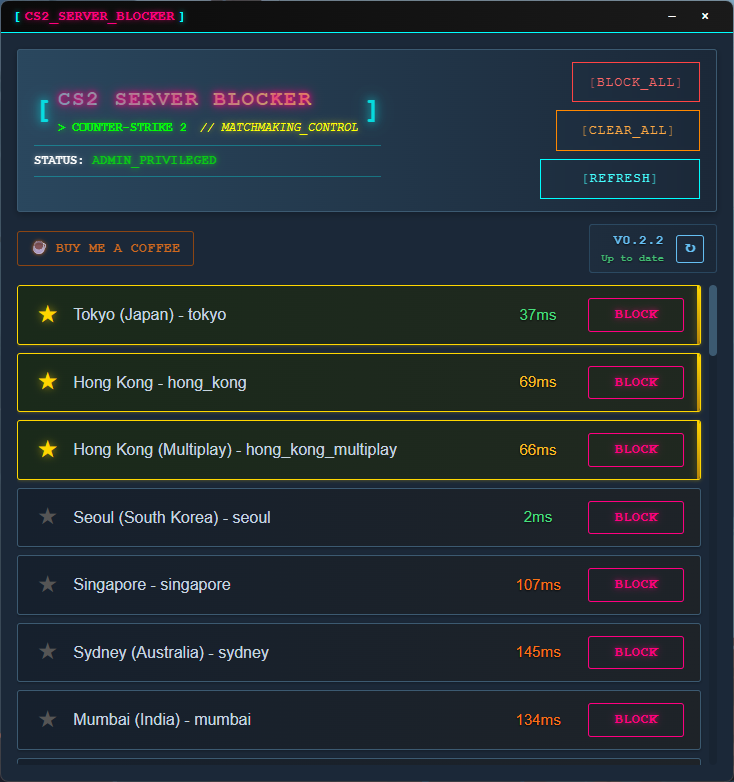 [ CS2_SERVER_BLOCKER ]
[ CS2 SERVER BLOCKER ]
> COUNTER-STRIKE 2 // MATCHMAKING_CONTROL
STATUS: ADMIN_PRIVILEGED
[BLOCK_ALL]
[CLEAR_ALL]
[REFRESH]
BUY ME A COFFEE
V0.2.2
Up to date
Tokyo (Japan) - tokyo 37ms BLOCK
Hong Kong - hong_kong 69ms BLOCK
Hong Kong (Multiplay) - hong_kong_multiplay 66ms BLOCK
Seoul (South Korea) - seoul 2ms BLOCK
Singapore - singapore 107ms BLOCK
Sydney (Australia) - sydney 145ms BLOCK
Mumbai (India) - mumbai 134ms BLOCK